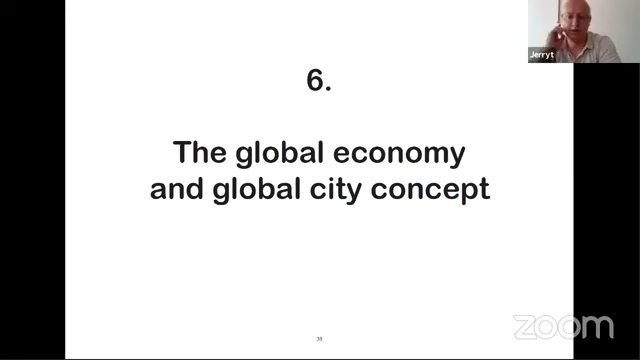 Jerryt
6.
The global economy
and global city concept
38
zoom